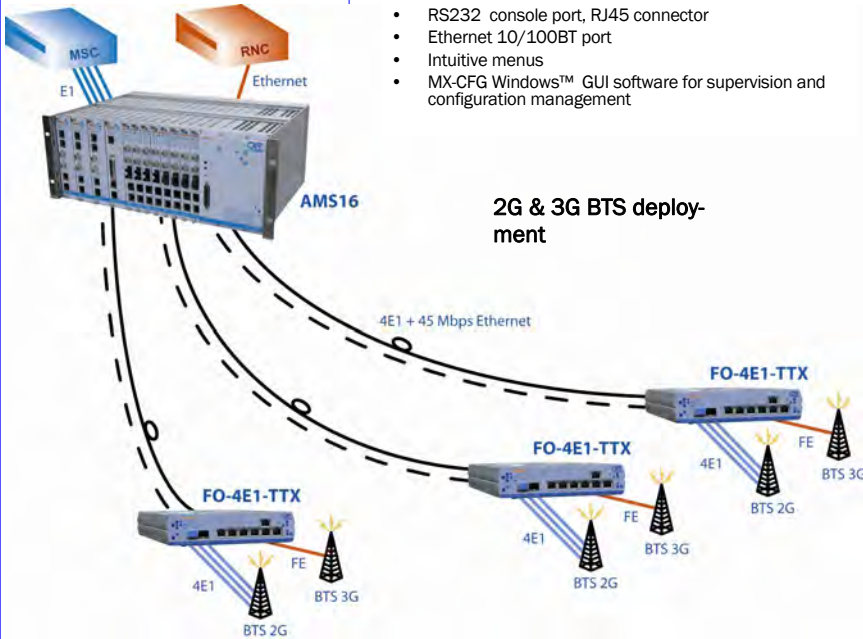 • RS232 console port, RJ45 connector
• Ethernet 10/100BT port
• Intuitive menus
• MX-CFG Windows™ GUI software for supervision and
configuration management
MSC
RNC
E1
Ethernet
AMS16
2G & 3G BTS deploy-
ment
4E1 + 45 Mbps Ethernet
FO-4E1-TTX
FE
4E1
BTS 3G
BTS 2G
FO-4E1-TTX
FE
4E1
BTS 3G
BTS 2G
FO-4E1-TTX
FE
4E1
BTS 3G
BTS 2G